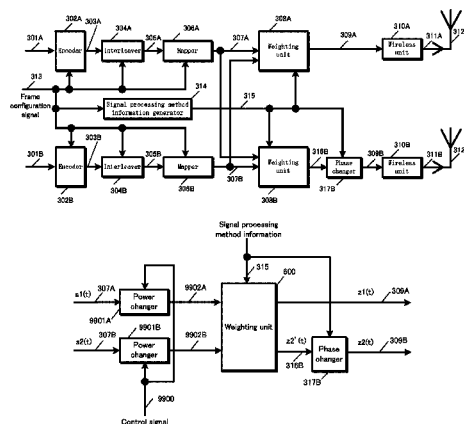 302A 303A 304A 306A 308A
301A Encoder Interleaver 305A Mapper 307A Weighting unit 309A 310A Wireless unit 311A 312A
313
Frame configuration signal
314
Signal processing method information generator
315
301B Encoder 303B Interleaver 305B Mapper 307B Weighting unit 316B Phase changer 309B 310B Wireless unit 311B
302B 304B 306B 308B 317B
Signal processing
method information
315 600
s1(t) 307A Power changer 9902A Weighting unit z1(t) 309A
9901A
s2(t) 307B 9901B Power changer 9902B z2'(t) 316B Phase changer z2(t) 309B
317B
9900
Control signal